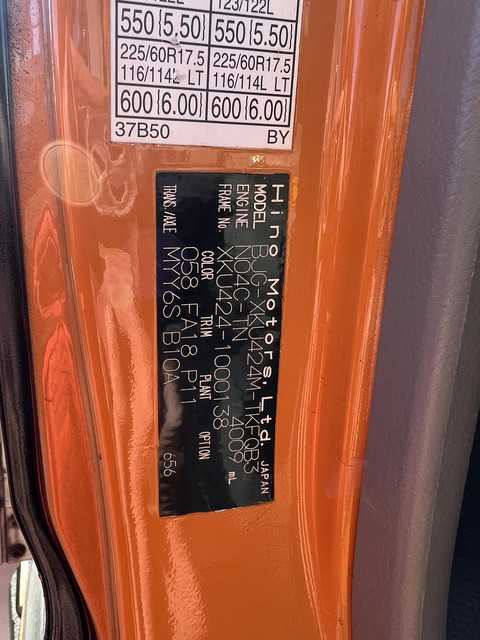 123/122L
550 {5.50} 550 {5.50}
225/60R17.5 225/60R17.5
116/114L LT 116/114L LT
600 {6.00} 600 {6.00}
37B50 BY
Hino Motors, Ltd. JAPAN
MODEL BJG-XKU424M-TKFQB3
ENGINE N04C-TN 4009 mL
FRAME No. XKU424-1000138
COLOR TRIM PLANT OPTION
058 FA18 P11
TRANS./AXLE MYY6S B10A 656